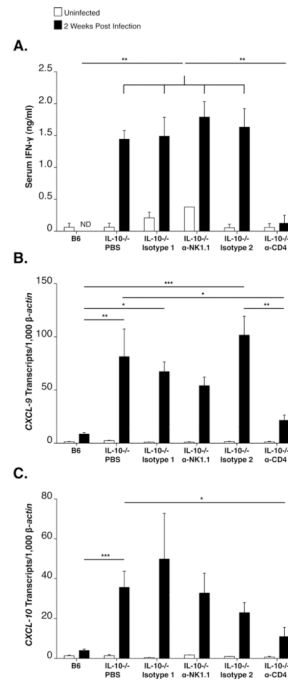 Uninfected
2 Weeks Post Infection
A.
** **
2.5
2.0
1.5
1.0
0.5
0
Serum IFN-γ (ng/ml)
ND
B6 IL-10-/- IL-10-/- IL-10-/- IL-10-/- IL-10-/-
PBS Isotype 1 α-NK1.1 Isotype 2 α-CD4
B.
***
*
* **
**
150
100
50
0
CXCL-9 Transcripts/1,000 β-actin
B6 IL-10-/- IL-10-/- IL-10-/- IL-10-/- IL-10-/-
PBS Isotype 1 α-NK1.1 Isotype 2 α-CD4
C.
80
*
60
***
40
20
0
CXCL-10 Transcripts/1,000 β-actin
B6 IL-10-/- IL-10-/- IL-10-/- IL-10-/- IL-10-/-
PBS Isotype 1 α-NK1.1 Isotype 2 α-CD4